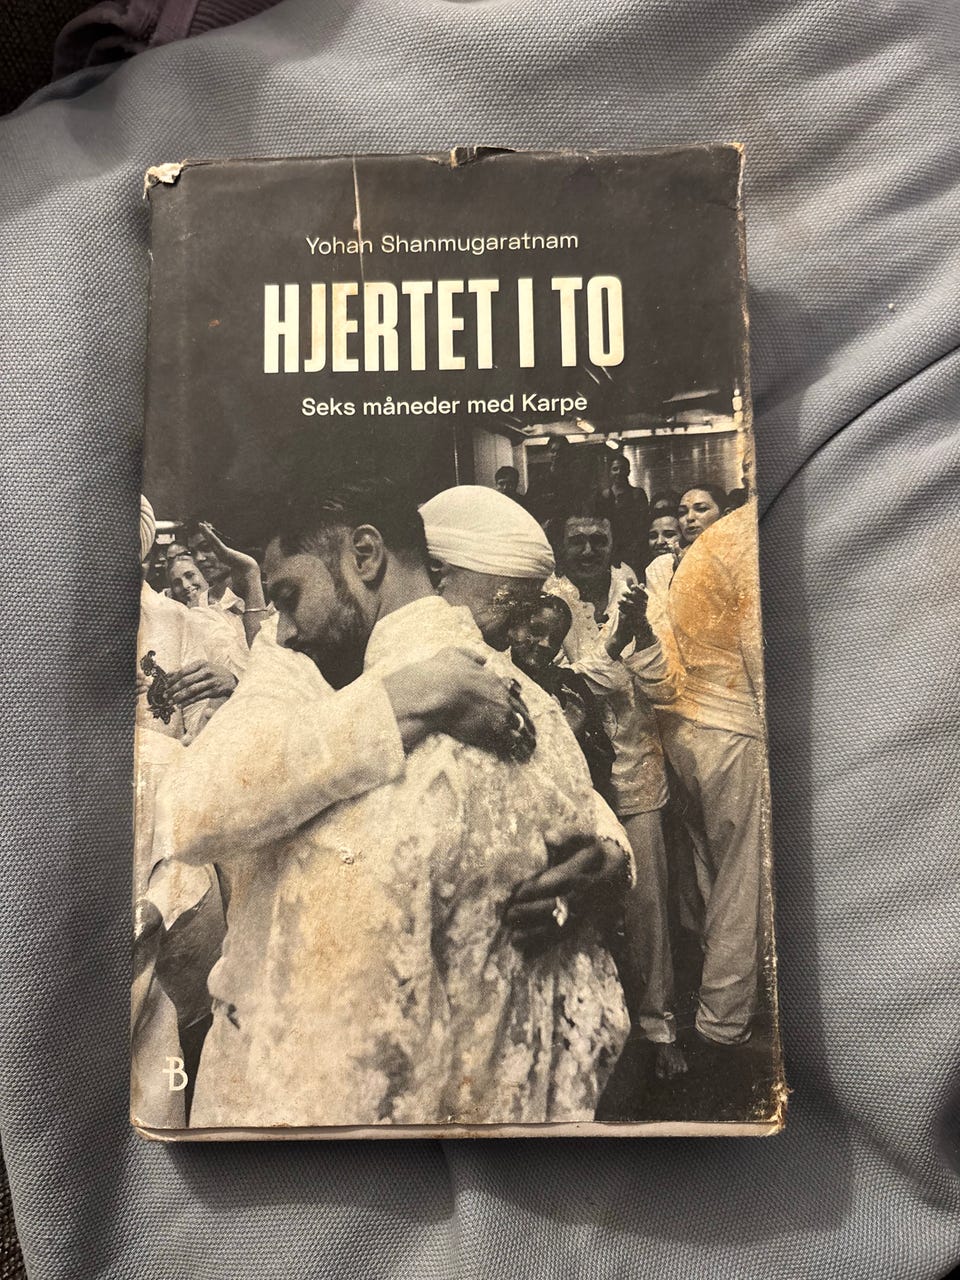 Yohan Shanmugaratnam
HJERTET I TO
Seks måneder med Karpe
B